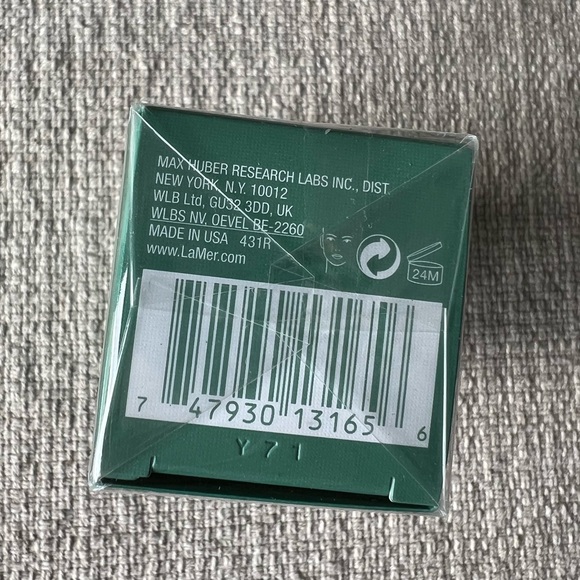 MAX HUBER RESEARCH LABS INC., DIST.
NEW YORK, N.Y. 10012
WLB Ltd, GU32 3DD, UK
WLBS NV, OEVEL BE-2260
MADE IN USA 431R
www.LaMer.com
24M
7 47930 13165 6
Y71